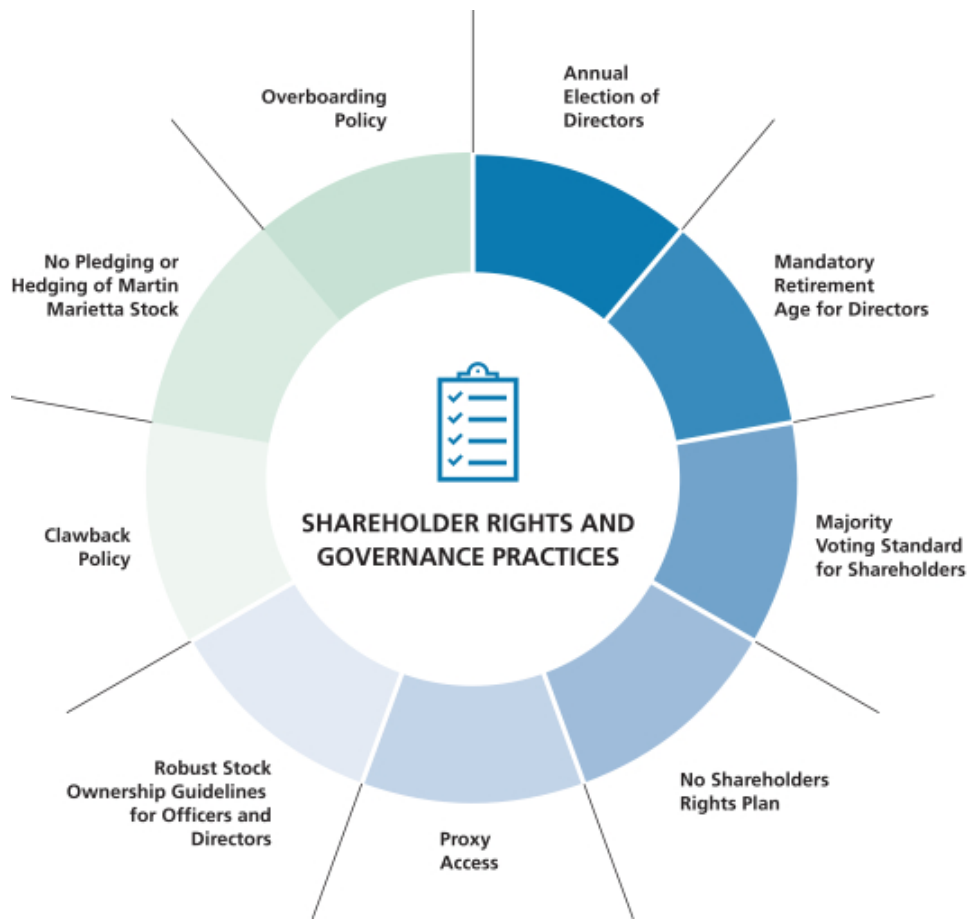 Annual
Election of
Directors
Mandatory
Retirement
Age for Directors
Majority
Voting Standard
for Shareholders
No Shareholders
Rights Plan
Proxy
Access
Robust Stock
Ownership Guidelines
for Officers and
Directors
Clawback
Policy
No Pledging or
Hedging of Martin
Marietta Stock
Overboarding
Policy
SHAREHOLDER RIGHTS AND
GOVERNANCE PRACTICES